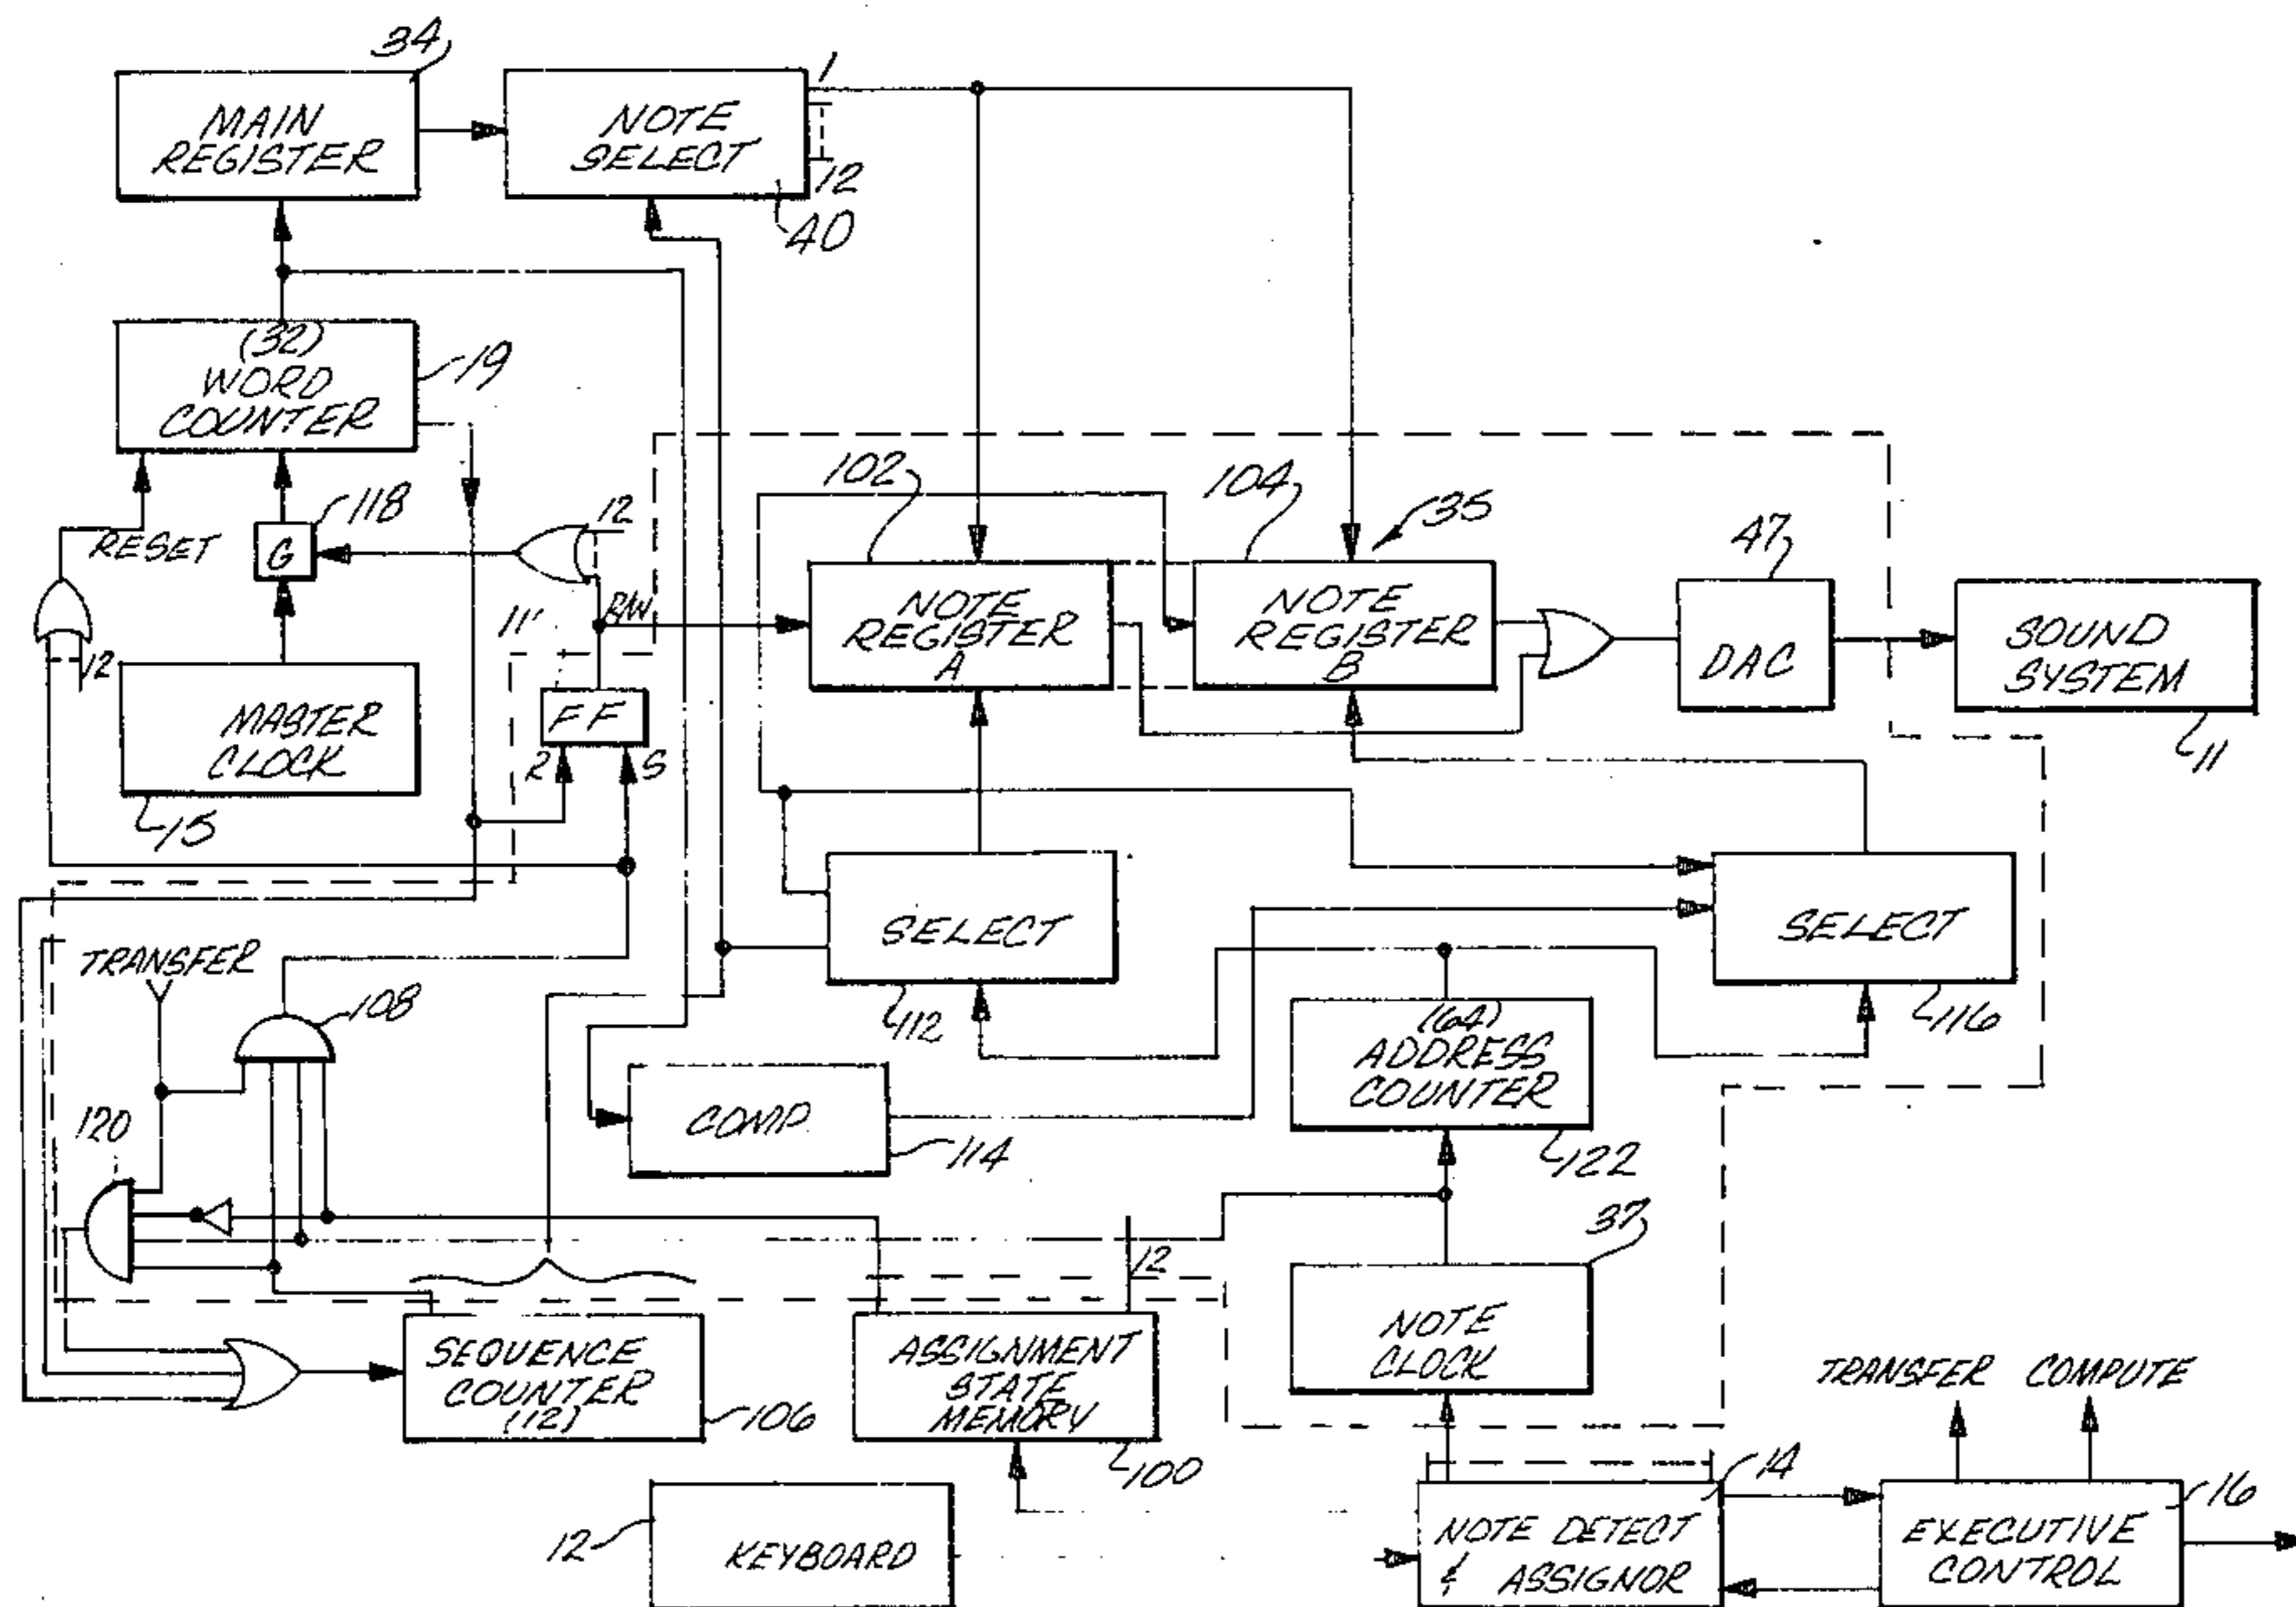 34
MAIN
REGISTER
NOTE
SELECT
1
12
40
(32)
WORD
COUNTER
19
RESET
118
G
12
12
MASTER
CLOCK
15
R/W
11'
FF
R
S
102
NOTE
REGISTER
A
104
35
NOTE
REGISTER
B
47
DAC
SOUND
SYSTEM
11
TRANSFER
108
120
SELECT
112
COMP.
114
(64)
ADDRESS
COUNTER
122
SELECT
116
37
NOTE
CLOCK
12
SEQUENCE
COUNTER
(12)
106
ASSIGNMENT
STATE
MEMORY
100
12
KEYBOARD
14
NOTE DETECT
& ASSIGNOR
TRANSFER COMPUTE
16
EXECUTIVE
CONTROL